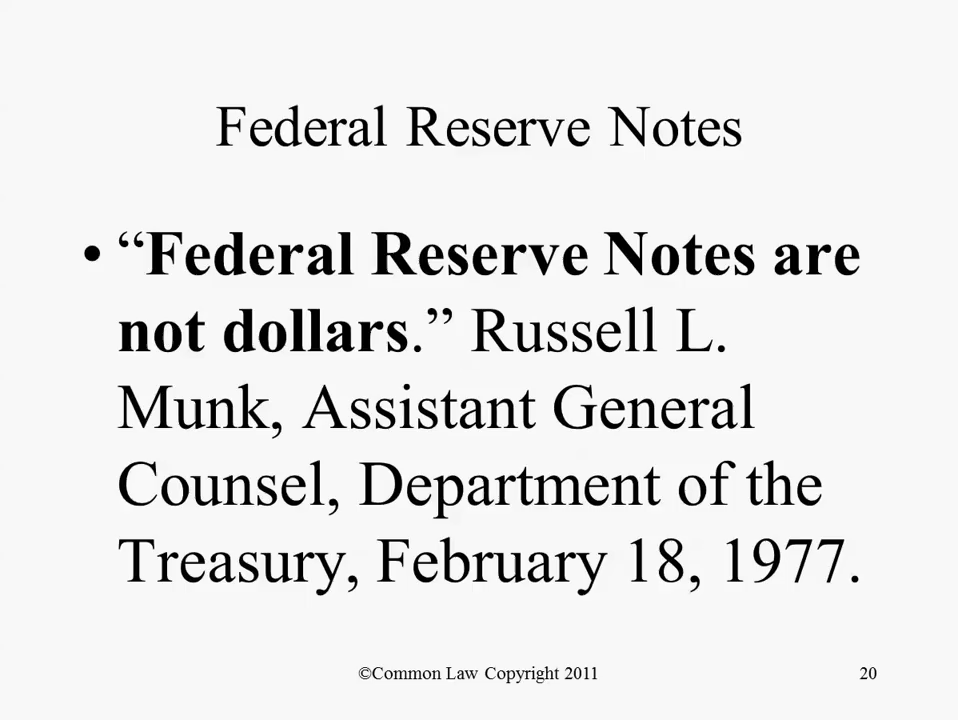 Federal Reserve Notes
• “Federal Reserve Notes are
not dollars.” Russell L.
Munk, Assistant General
Counsel, Department of the
Treasury, February 18, 1977.
©Common Law Copyright 2011
20